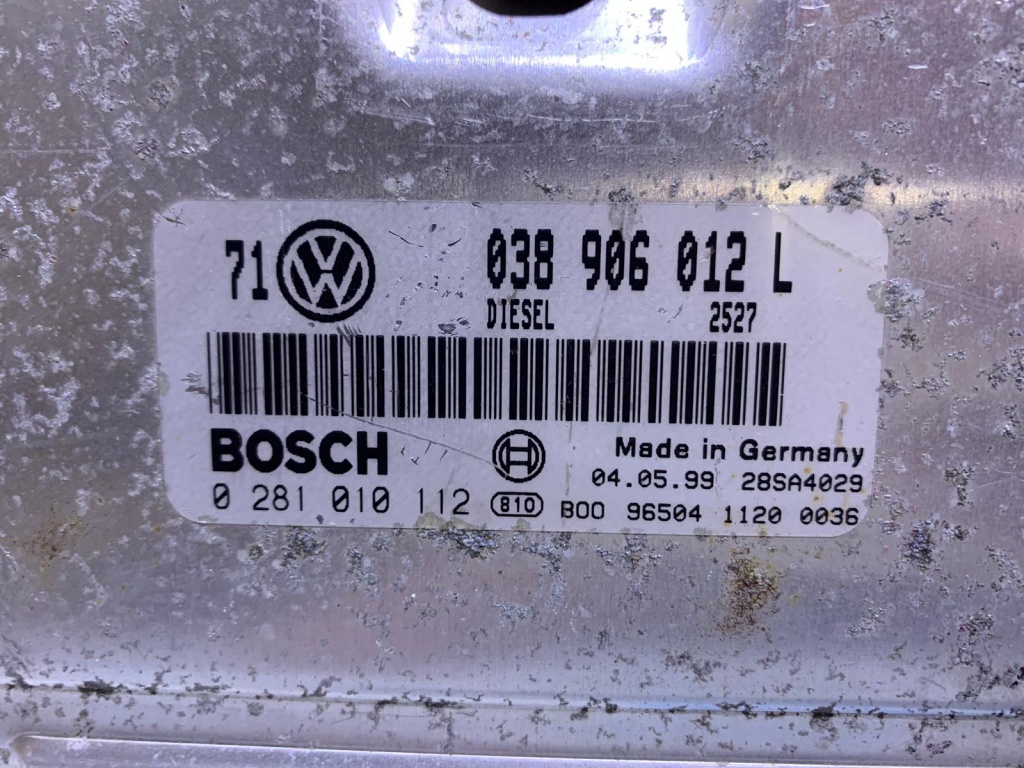 71 VW 038 906 012 L
DIESEL 2527
BOSCH
Made in Germany
04.05.99 28SA4029
0 281 010 112 810 B00 96504 1120 0036